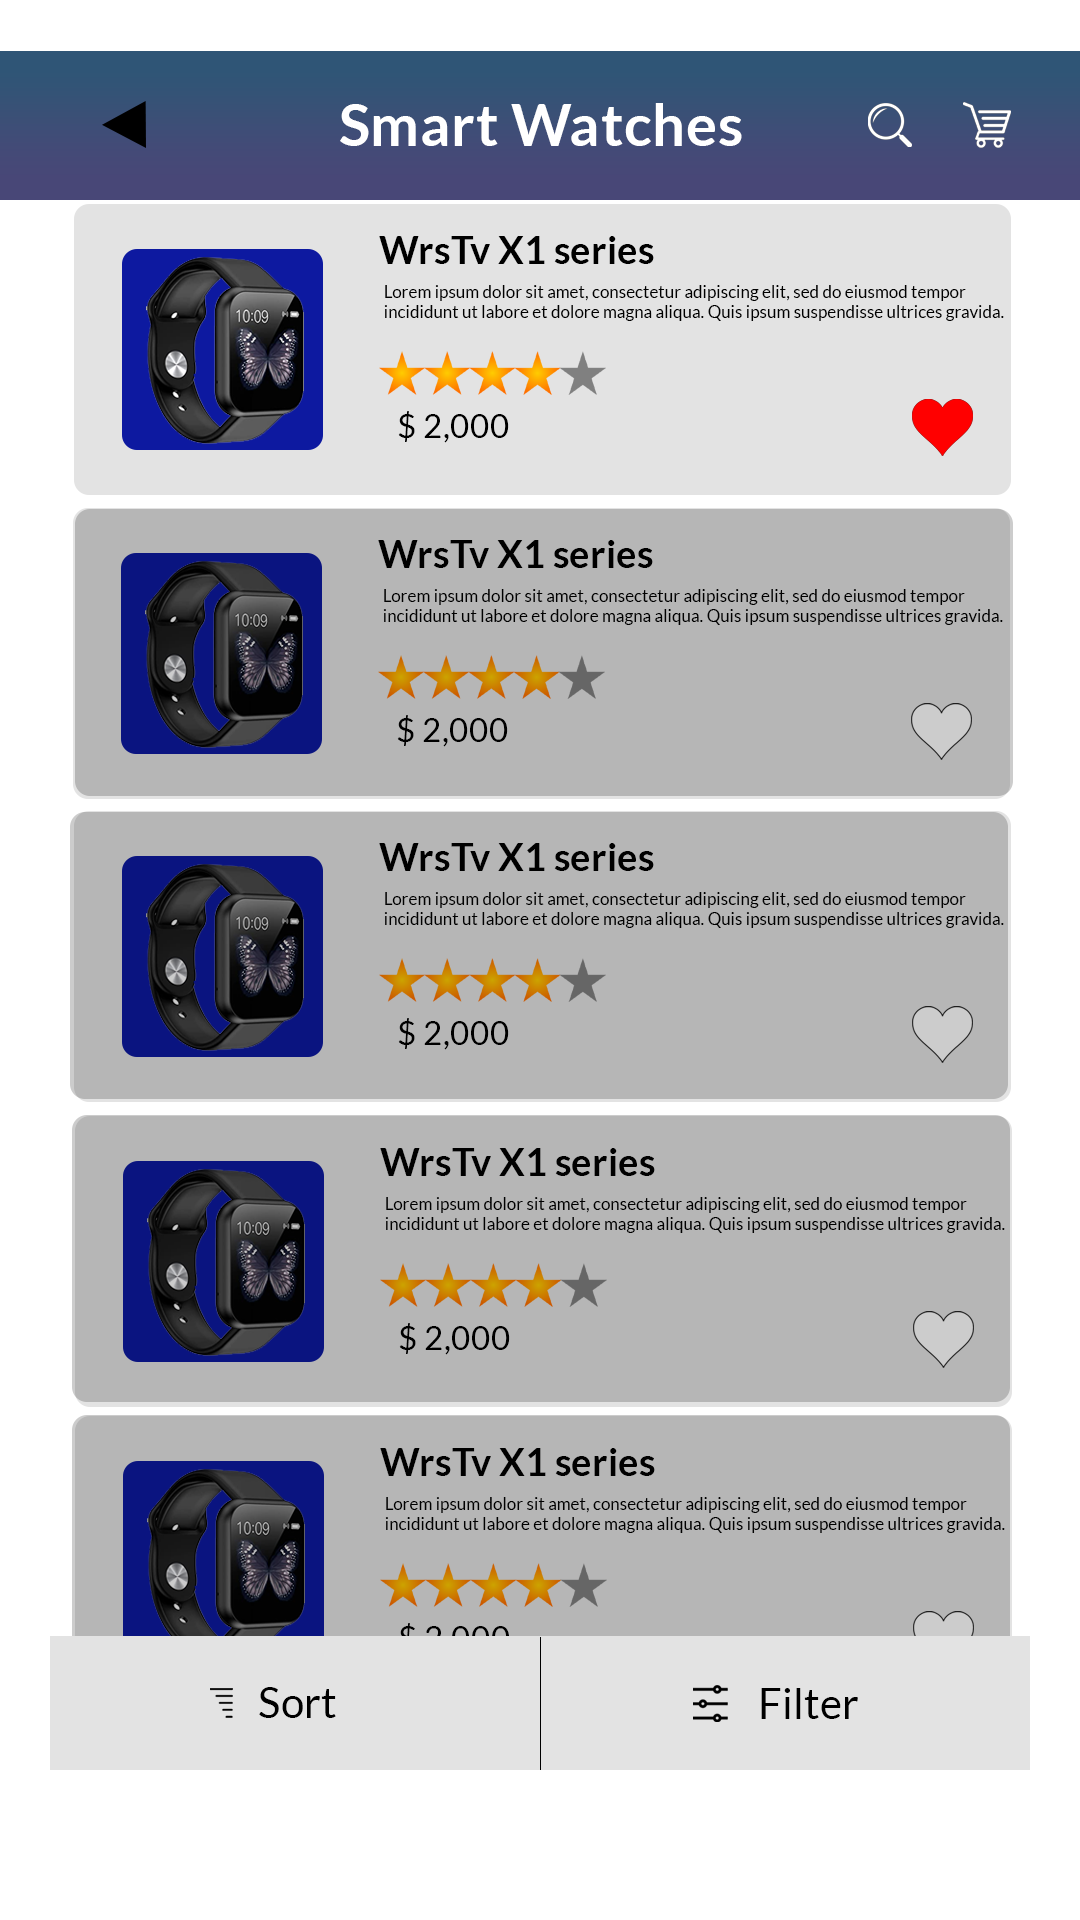 Smart Watches
WrsTv X1 series
Lorem ipsum dolor sit amet, consectetur adipiscing elit, sed do eiusmod tempor
incididunt ut labore et dolore magna aliqua. Quis ipsum suspendisse ultrices gravida.
10:09
$ 2,000
WrsTv X1 series
Lorem ipsum dolor sit amet, consectetur adipiscing elit, sed do eiusmod tempor
incididunt ut labore et dolore magna aliqua. Quis ipsum suspendisse ultrices gravida.
10:09
$ 2,000
WrsTv X1 series
Lorem ipsum dolor sit amet, consectetur adipiscing elit, sed do eiusmod tempor
incididunt ut labore et dolore magna aliqua. Quis ipsum suspendisse ultrices gravida.
10:09
$ 2,000
WrsTv X1 series
Lorem ipsum dolor sit amet, consectetur adipiscing elit, sed do eiusmod tempor
incididunt ut labore et dolore magna aliqua. Quis ipsum suspendisse ultrices gravida.
10:09
$ 2,000
WrsTv X1 series
Lorem ipsum dolor sit amet, consectetur adipiscing elit, sed do eiusmod tempor
incididunt ut labore et dolore magna aliqua. Quis ipsum suspendisse ultrices gravida.
10:09
$ 2,000
Sort
Filter